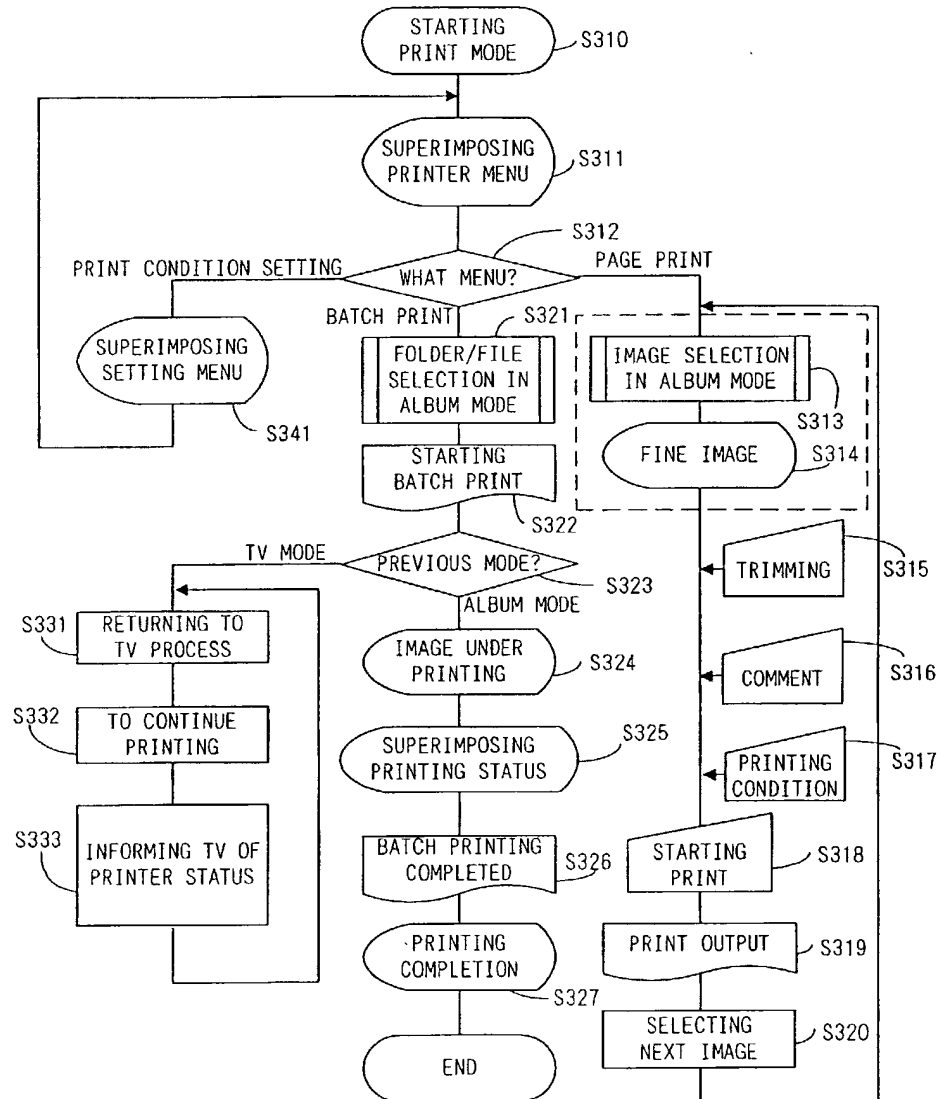 STARTING
PRINT MODE
S310
SUPERIMPOSING
PRINTER MENU
S311
S312
PRINT CONDITION SETTING
WHAT MENU?
PAGE PRINT
BATCH PRINT
S321
SUPERIMPOSING
SETTING MENU
S341
FOLDER/FILE
SELECTION IN
ALBUM MODE
IMAGE SELECTION
IN ALBUM MODE
S313
STARTING
BATCH PRINT
S322
FINE IMAGE
S314
TV MODE
PREVIOUS MODE?
S323
ALBUM MODE
TRIMMING
S315
S331
RETURNING TO
TV PROCESS
IMAGE UNDER
PRINTING
S324
COMMENT
S316
S332
TO CONTINUE
PRINTING
SUPERIMPOSING
PRINTING STATUS
S325
PRINTING
CONDITION
S317
S333
INFORMING TV OF
PRINTER STATUS
BATCH PRINTING
COMPLETED
S326
STARTING
PRINT
S318
PRINTING
COMPLETION
S327
PRINT OUTPUT
S319
SELECTING
NEXT IMAGE
S320
END